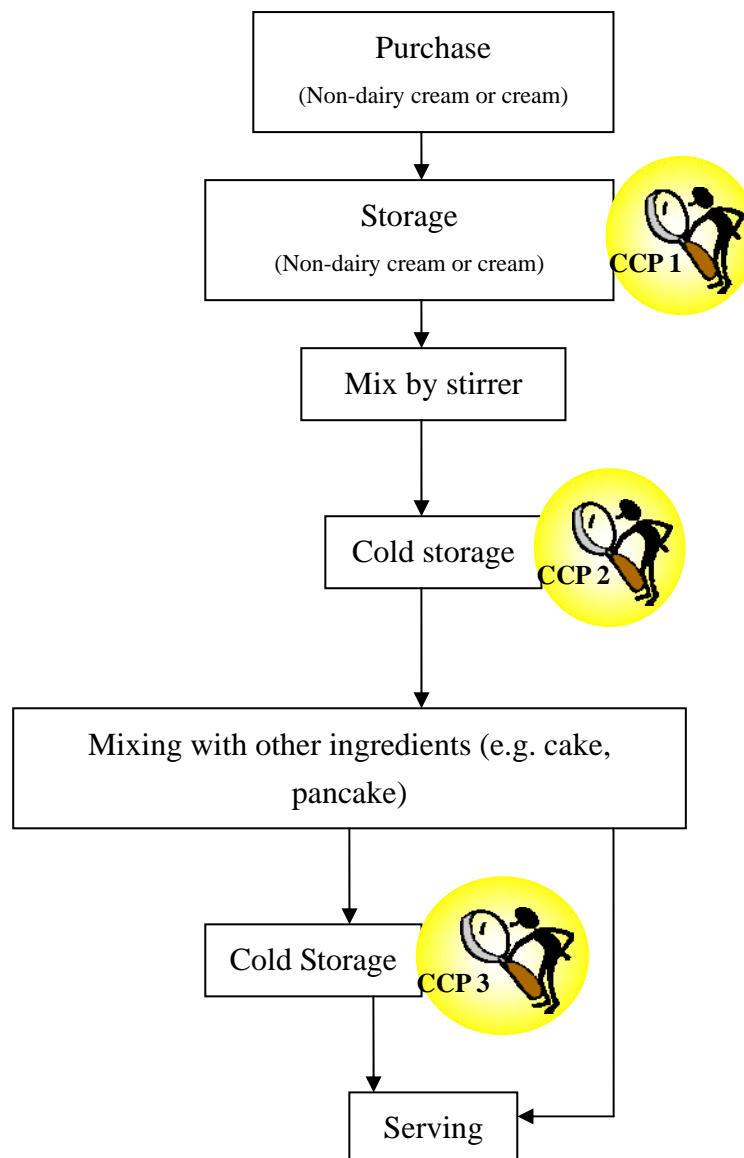 Purchase
(Non-dairy cream or cream)
Storage
(Non-dairy cream or cream)
CCP 1
Mix by stirrer
Cold storage
CCP 2
Mixing with other ingredients (e.g. cake,
pancake)
Cold Storage
CCP 3
Serving